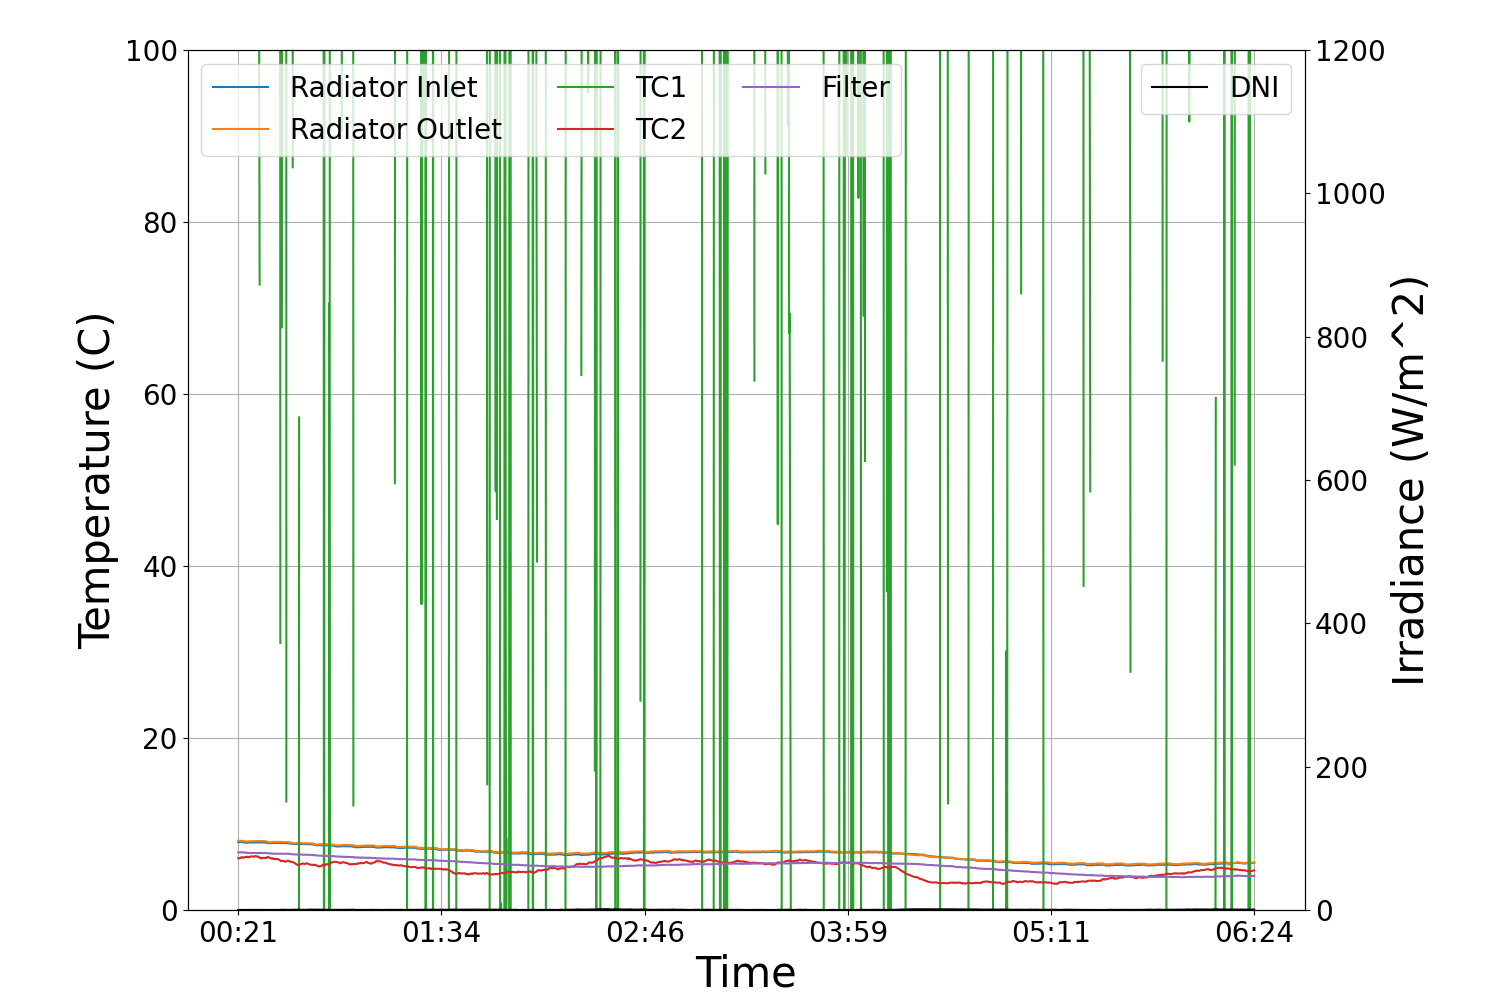 100
80
60
40
20
0
Temperature (C)
Radiator Inlet
Radiator Outlet
TC1
TC2
Filter
DNI
1200
1000
800
600
400
200
0
Irradiance (W/m^2)
00:21 01:34 02:46 03:59 05:11 06:24
Time